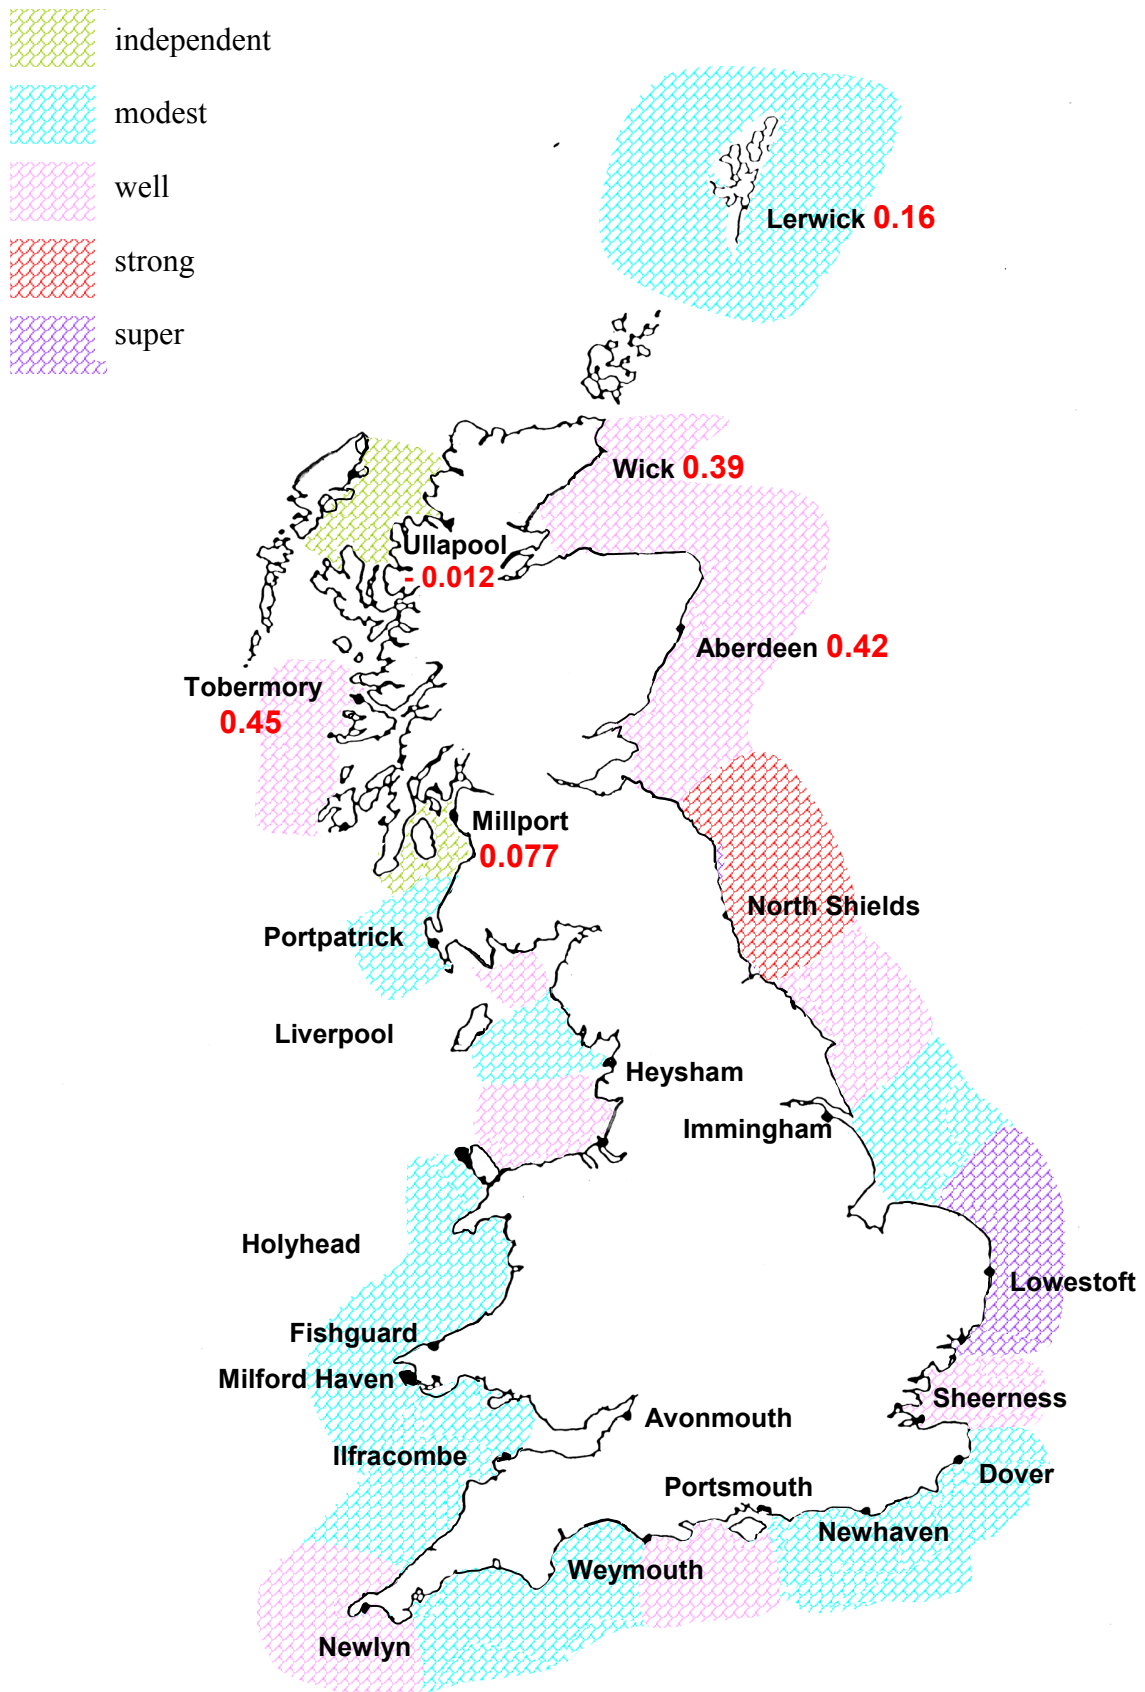 independent
modest
well
strong
super
Lerwick 0.16
Wick 0.39
Ullapool
- 0.012
Aberdeen 0.42
Tobermory
0.45
Millport
0.077
North Shields
Portpatrick
Liverpool
Heysham
Immingham
Holyhead
Lowestoft
Fishguard
Milford Haven
Sheerness
Avonmouth
Ilfracombe
Dover
Portsmouth
Newhaven
Weymouth
Newlyn